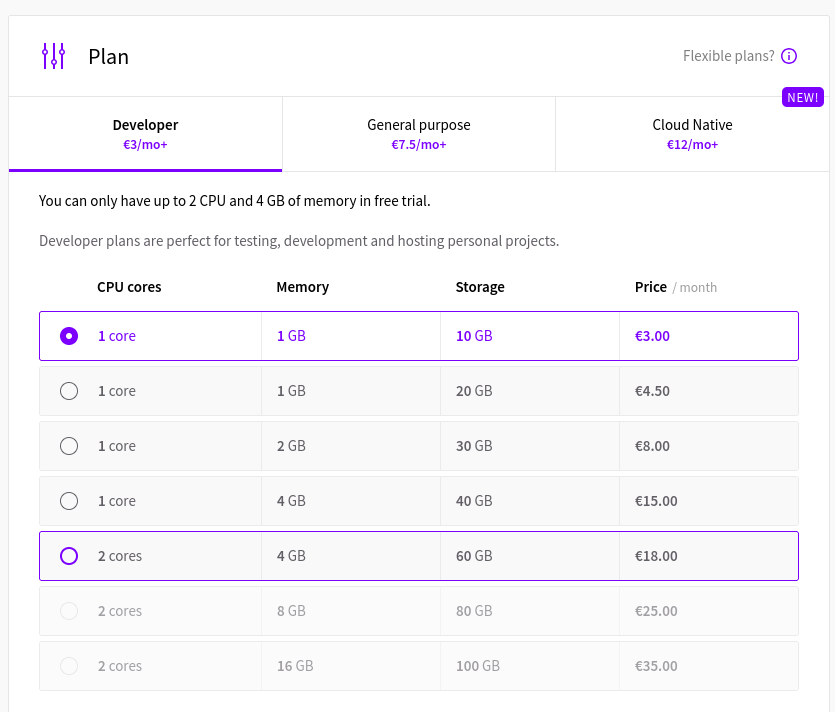 Plan
Flexible plans?
NEW!
Developer
€3/mo+
General purpose
€7.5/mo+
Cloud Native
€12/mo+
You can only have up to 2 CPU and 4 GB of memory in free trial.
Developer plans are perfect for testing, development and hosting personal projects.
CPU cores Memory Storage Price / month
1 core 1 GB 10 GB €3.00
1 core 1 GB 20 GB €4.50
1 core 2 GB 30 GB €8.00
1 core 4 GB 40 GB €15.00
2 cores 4 GB 60 GB €18.00
2 cores 8 GB 80 GB €25.00
2 cores 16 GB 100 GB €35.00